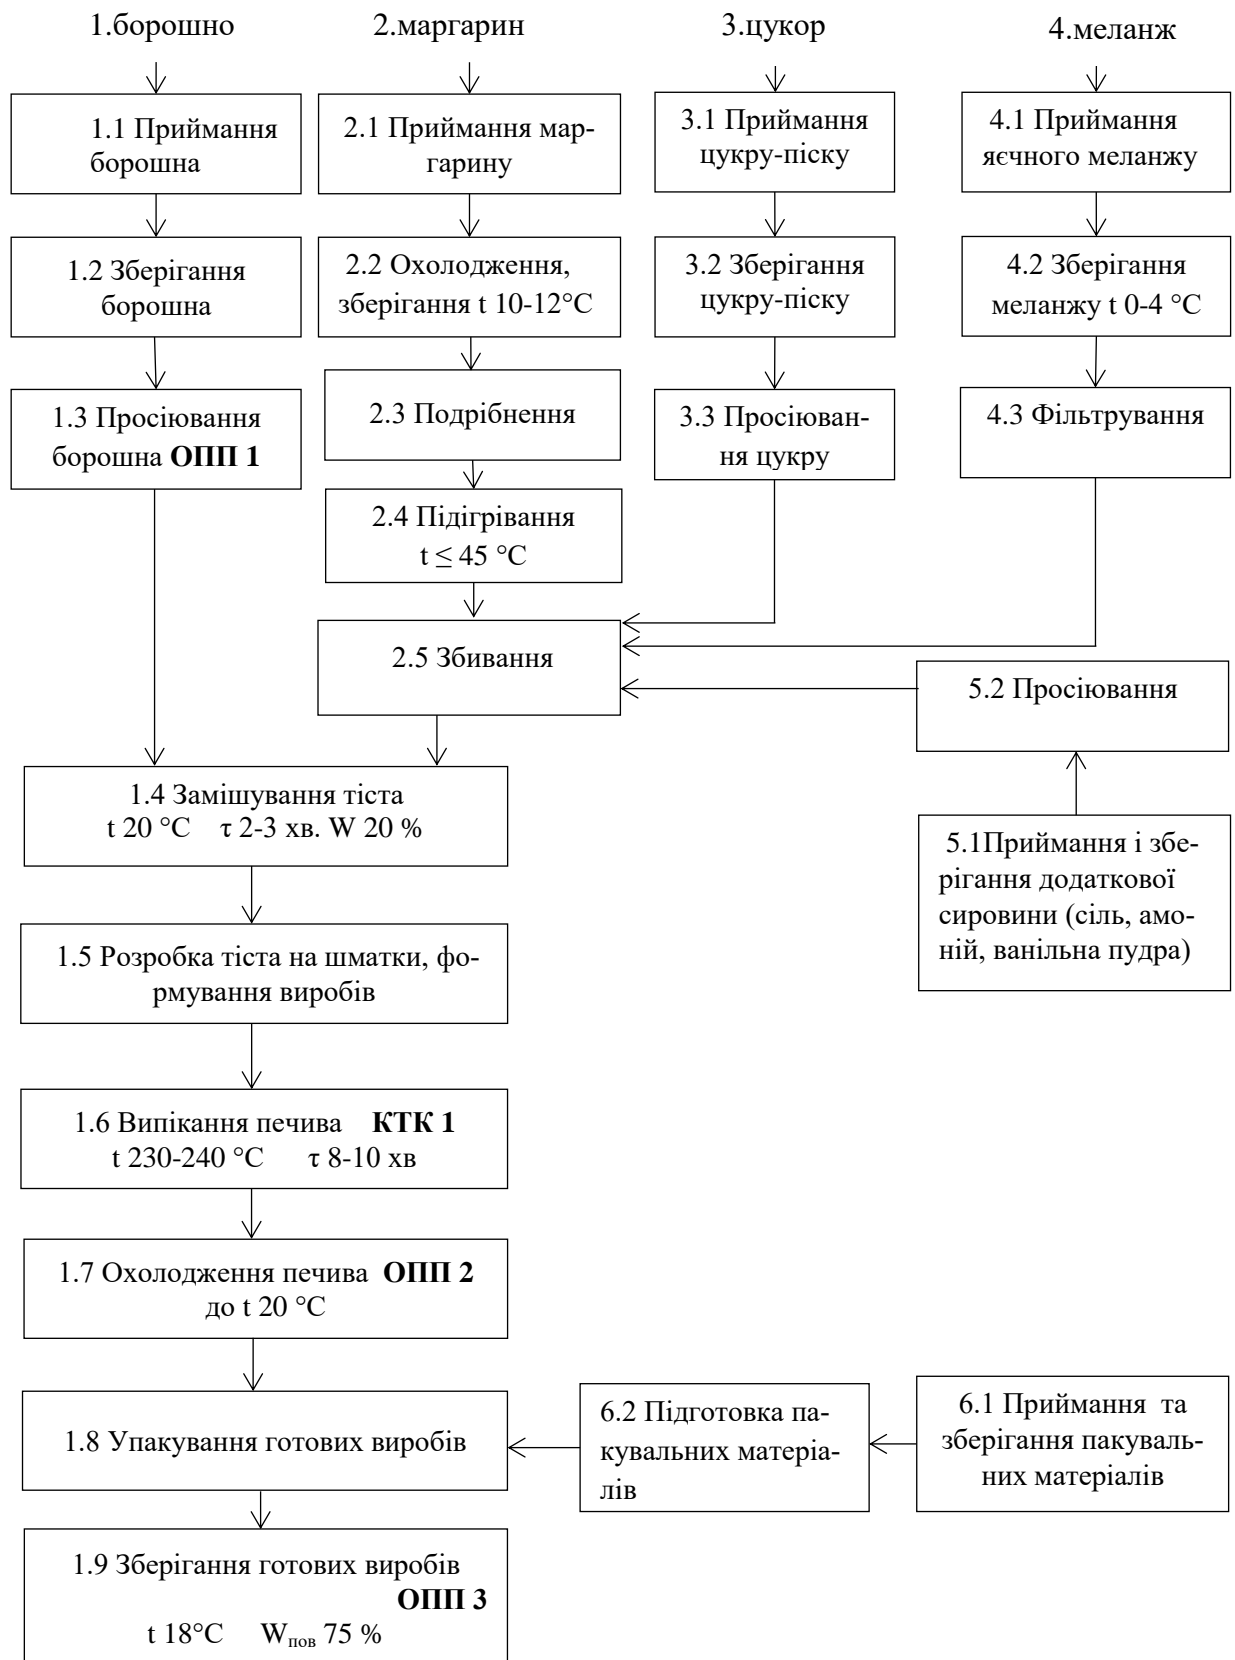 1.борошно
2.маргарин
3.цукор
4.меланж
1.1 Приймання
борошна
2.1 Приймання мар-
гарину
3.1 Приймання
цукру-піску
4.1 Приймання
яєчного меланжу
1.2 Зберігання
борошна
2.2 Охолодження,
зберігання t 10-12°С
3.2 Зберігання
цукру-піску
4.2 Зберігання
меланжу t 0-4 °С
1.3 Просіювання
борошна ОПП 1
2.3 Подрібнення
3.3 Просіюван-
ня цукру
4.3 Фільтрування
2.4 Підігрівання
t ≤ 45 °С
2.5 Збивання
5.2 Просіювання
1.4 Замішування тіста
t 20 °С τ 2-3 хв. W 20 %
5.1Приймання і збе-
рігання додаткової
сировини (сіль, амо-
ній, ванільна пудра)
1.5 Розробка тіста на шматки, фо-
рмування виробів
1.6 Випікання печива КТК 1
t 230-240 °С τ 8-10 хв
1.7 Охолодження печива ОПП 2
до t 20 °С
1.8 Упакування готових виробів
6.2 Підготовка па-
кувальних матеріа-
лів
6.1 Приймання та
зберігання пакуваль-
них матеріалів
1.9 Зберігання готових виробів
ОПП 3
t 18°С Wпов 75 %